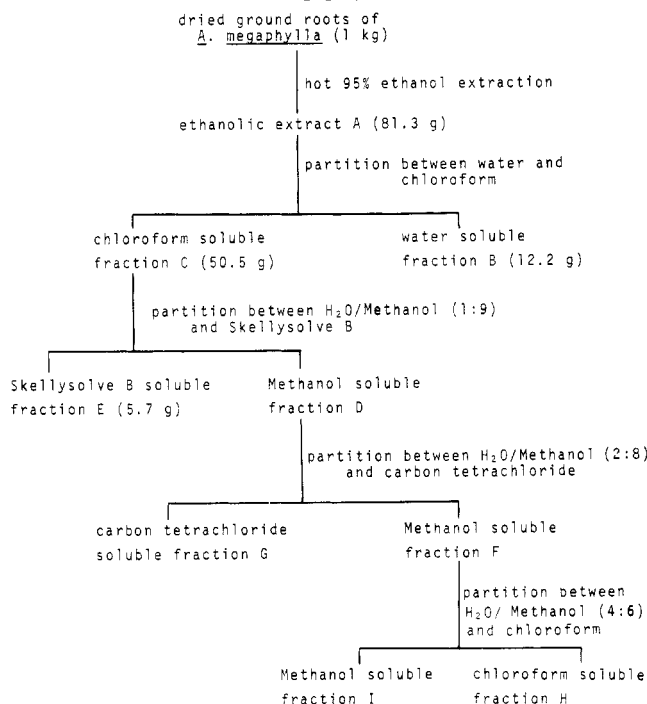 dried ground roots of
A. megaphylla (1 kg)
hot 95% ethanol extraction
ethanolic extract A (81.3 g)
partition between water and
chloroform
chloroform soluble
fraction C (50.5 g)
water soluble
fraction B (12.2 g)
partition between H₂O/Methanol (1:9)
and Skellysolve B
Skellysolve B soluble
fraction E (5.7 g)
Methanol soluble
fraction D
partition between H₂O/Methanol (2:8)
and carbon tetrachloride
carbon tetrachloride
soluble fraction G
Methanol soluble
fraction F
partition between
H₂O/ Methanol (4:6)
and chloroform
Methanol soluble
fraction I
chloroform soluble
fraction H